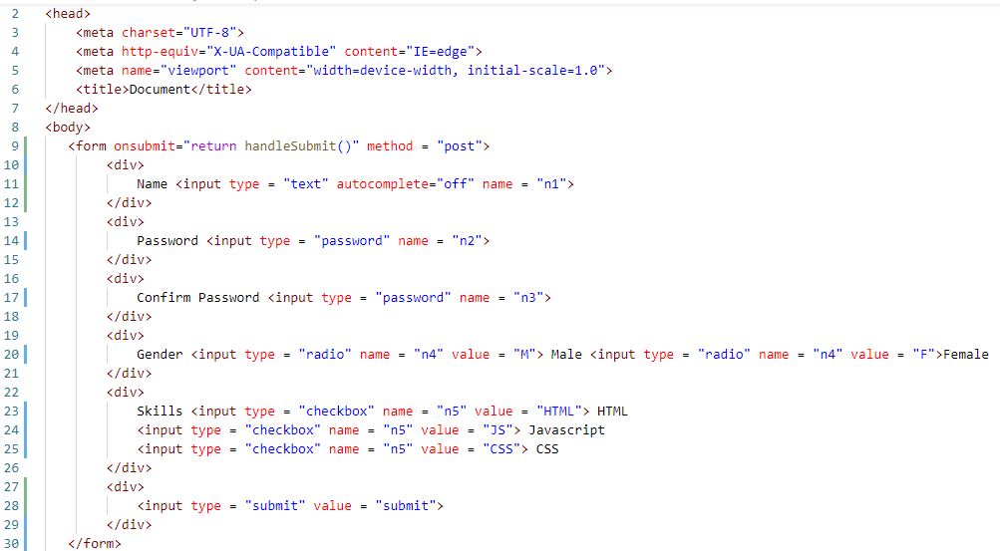 2 <head>
3 <meta charset="UTF-8">
4 <meta http-equiv="X-UA-Compatible" content="IE=edge">
5 <meta name="viewport" content="width=device-width, initial-scale=1.0">
6 <title>Document</title>
7 </head>
8 <body>
9 <form onsubmit="return handleSubmit()" method = "post">
10 <div>
11 Name <input type = "text" autocomplete="off" name = "n1">
12 </div>
13 <div>
14 Password <input type = "password" name = "n2">
15 </div>
16 <div>
17 Confirm Password <input type = "password" name = "n3">
18 </div>
19 <div>
20 Gender <input type = "radio" name = "n4" value = "M"> Male <input type = "radio" name = "n4" value = "F">Female
21 </div>
22 <div>
23 Skills <input type = "checkbox" name = "n5" value = "HTML"> HTML
24 <input type = "checkbox" name = "n5" value = "JS"> Javascript
25 <input type = "checkbox" name = "n5" value = "CSS"> CSS
26 </div>
27 <div>
28 <input type = "submit" value = "submit">
29 </div>
30 </form>